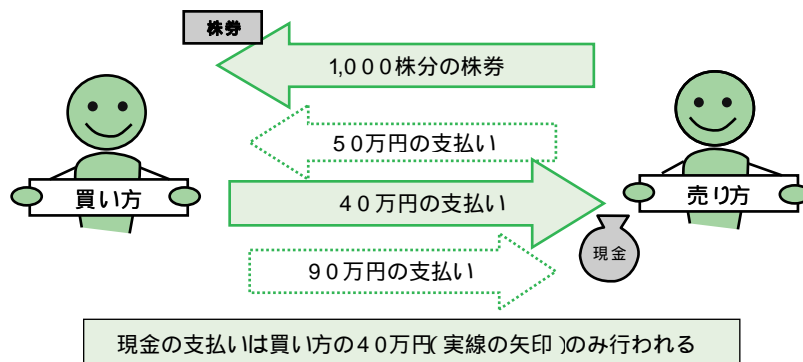 株券
1,000株分の株券
50万円の支払い
買い方
40万円の支払い
売り方
現金
90万円の支払い
現金の支払いは買い方の40万円(実線の矢印)のみ行われる